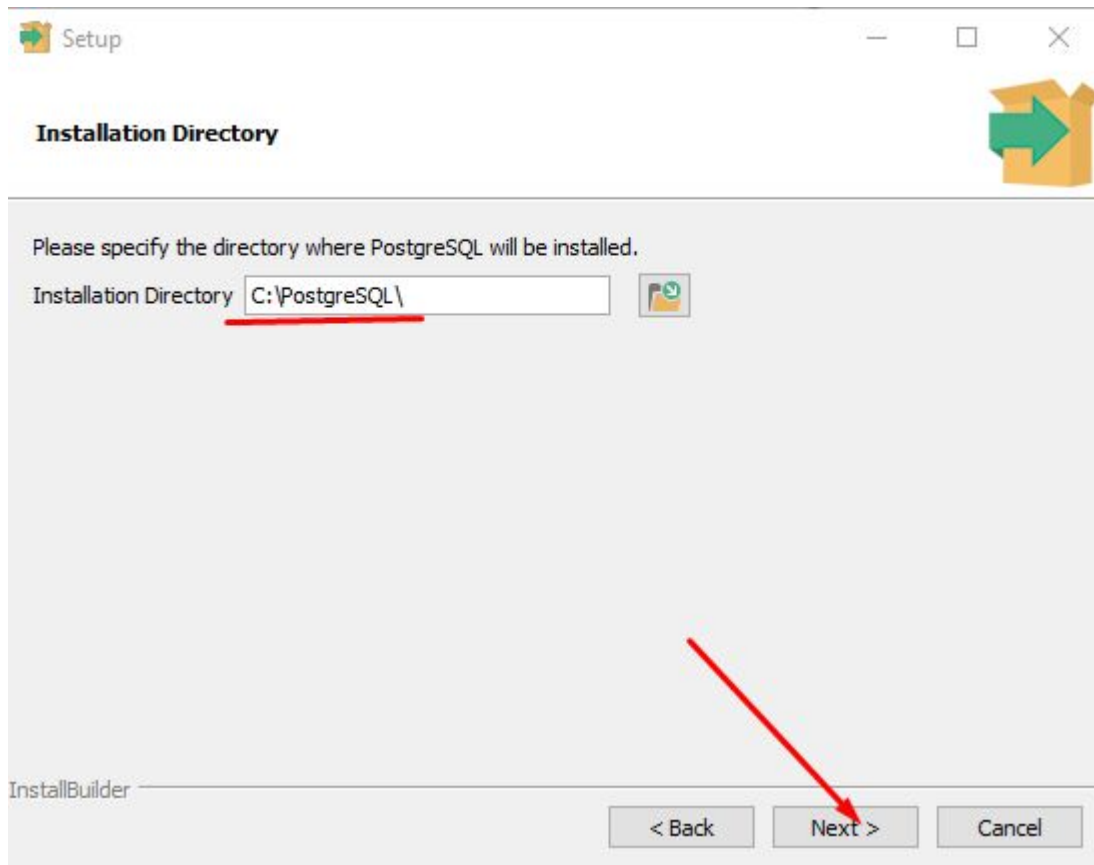 Setup
Installation Directory
Please specify the directory where PostgreSQL will be installed.
Installation Directory C:\PostgreSQL\
InstallBuilder
< Back Next > Cancel